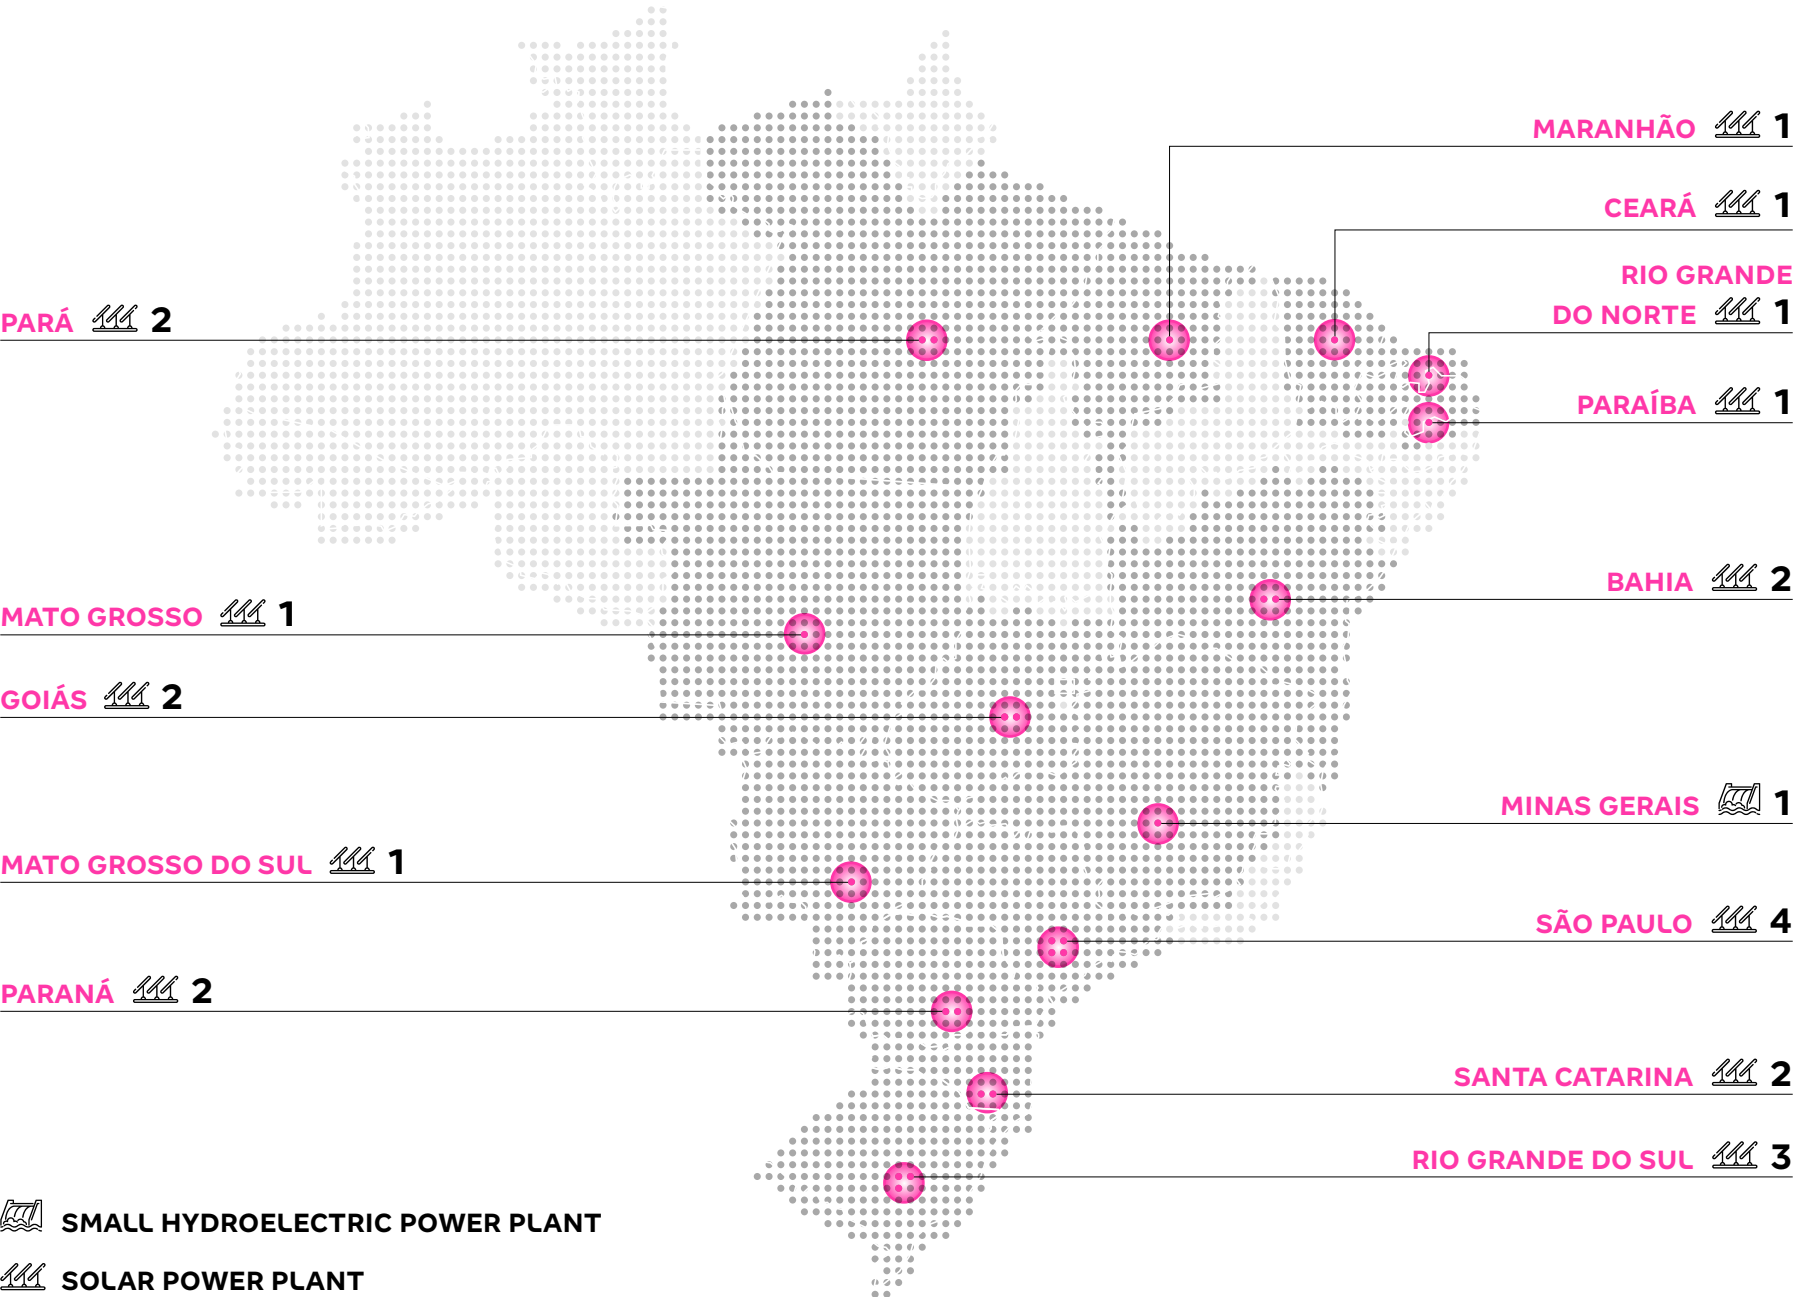 MARANHÃO 1
CEARÁ 1
RIO GRANDE
DO NORTE 1
PARAÍBA 1
BAHIA 2
MINAS GERAIS 1
SÃO PAULO 4
SANTA CATARINA 2
RIO GRANDE DO SUL 3
PARÁ 2
MATO GROSSO 1
GOIÁS 2
MATO GROSSO DO SUL 1
PARANÁ 2
SMALL HYDROELECTRIC POWER PLANT
SOLAR POWER PLANT